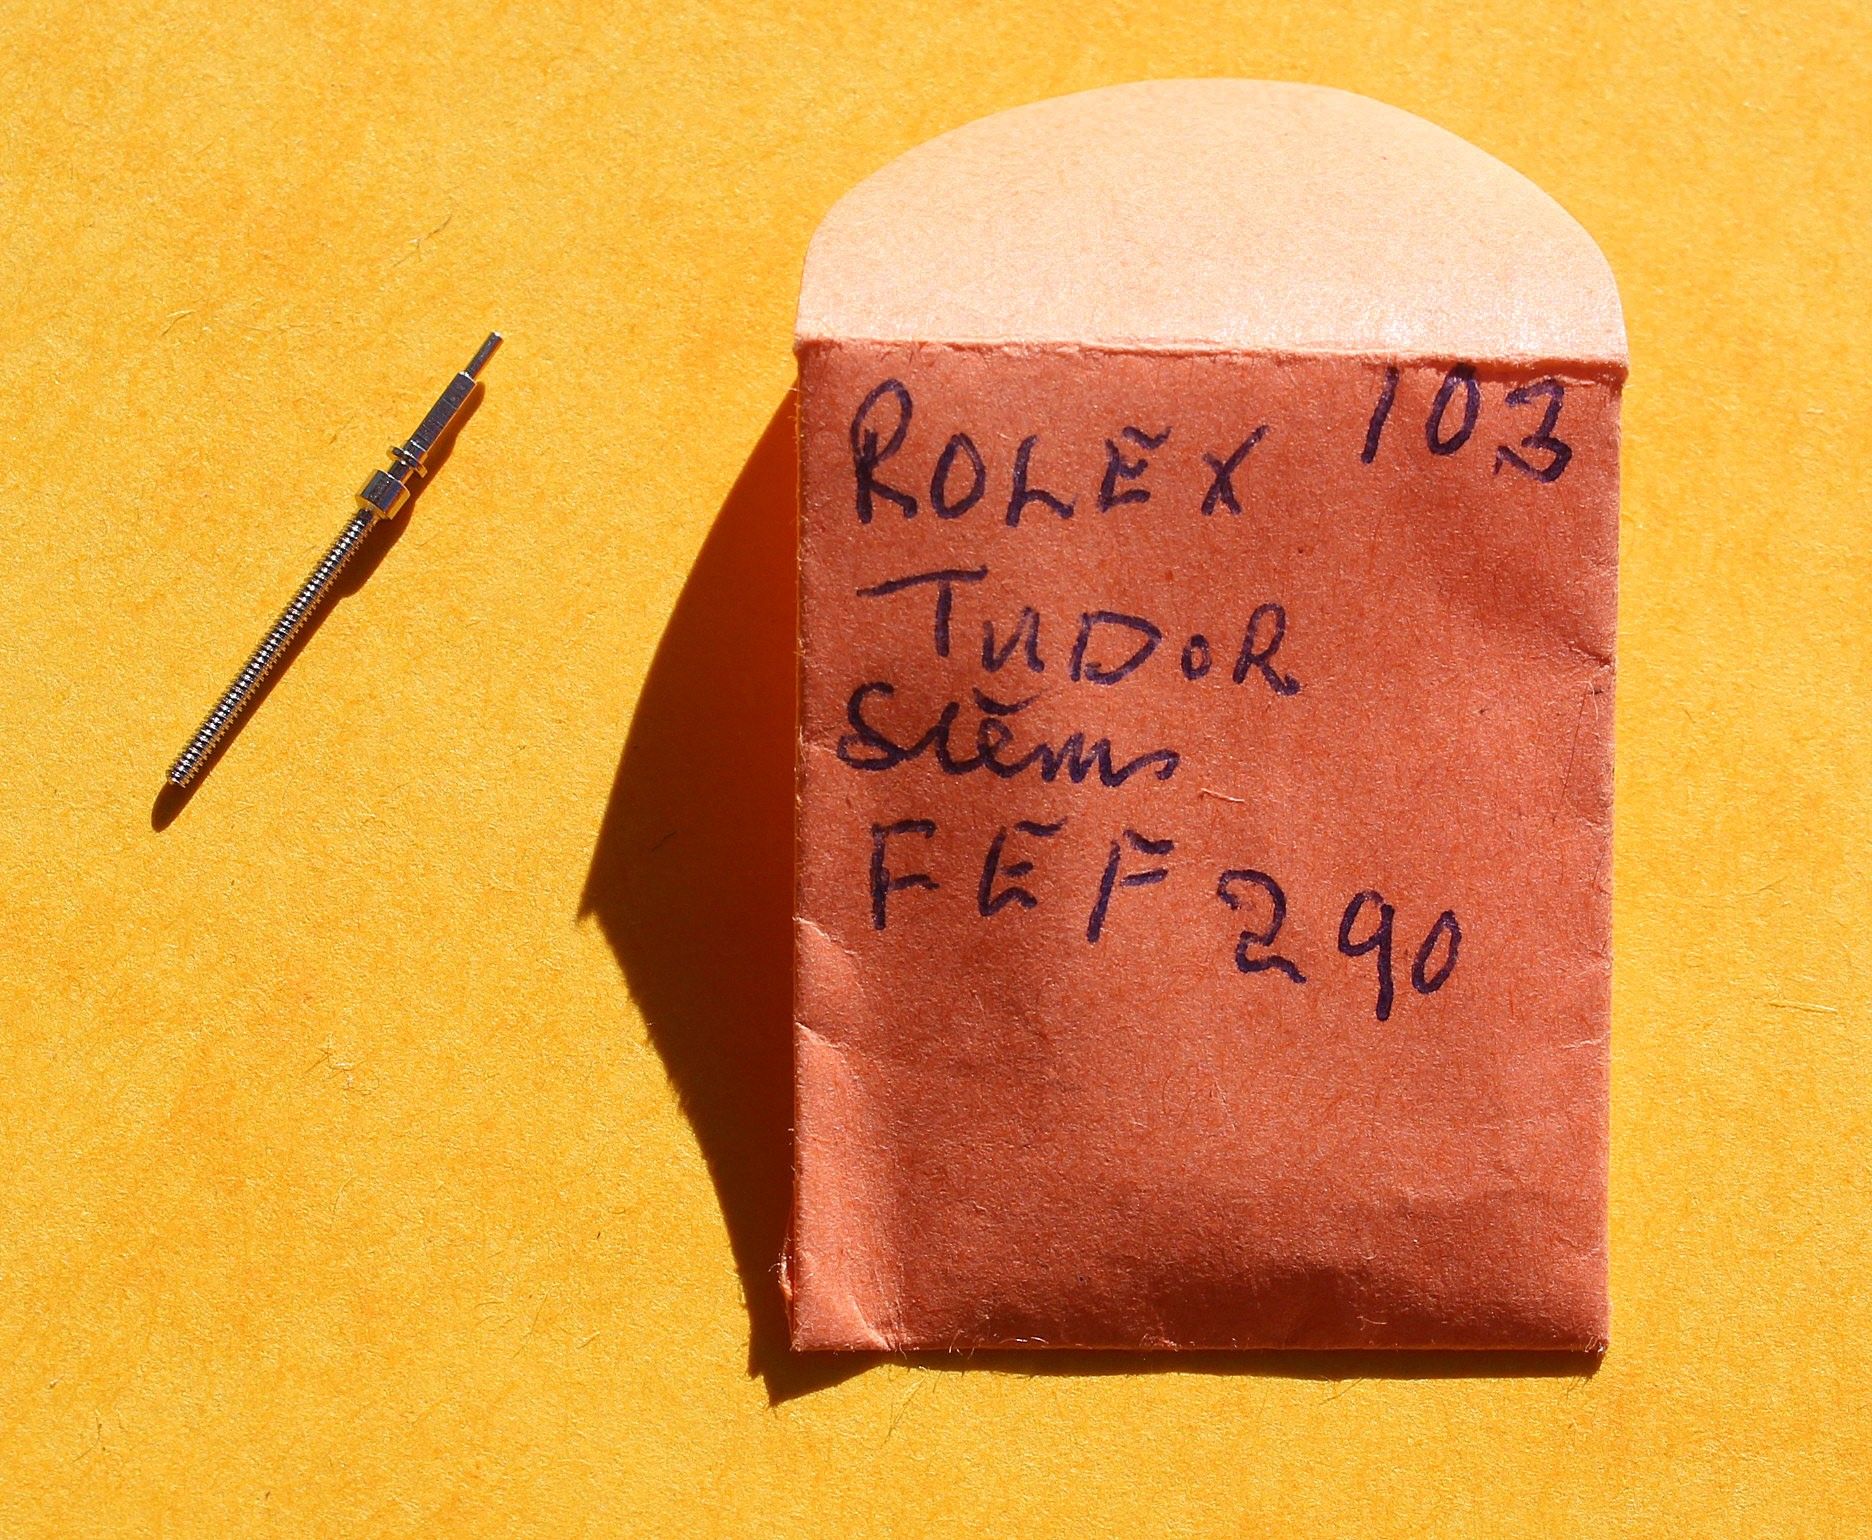 ROLEX 103
TUDOR
Stems
FEF 290